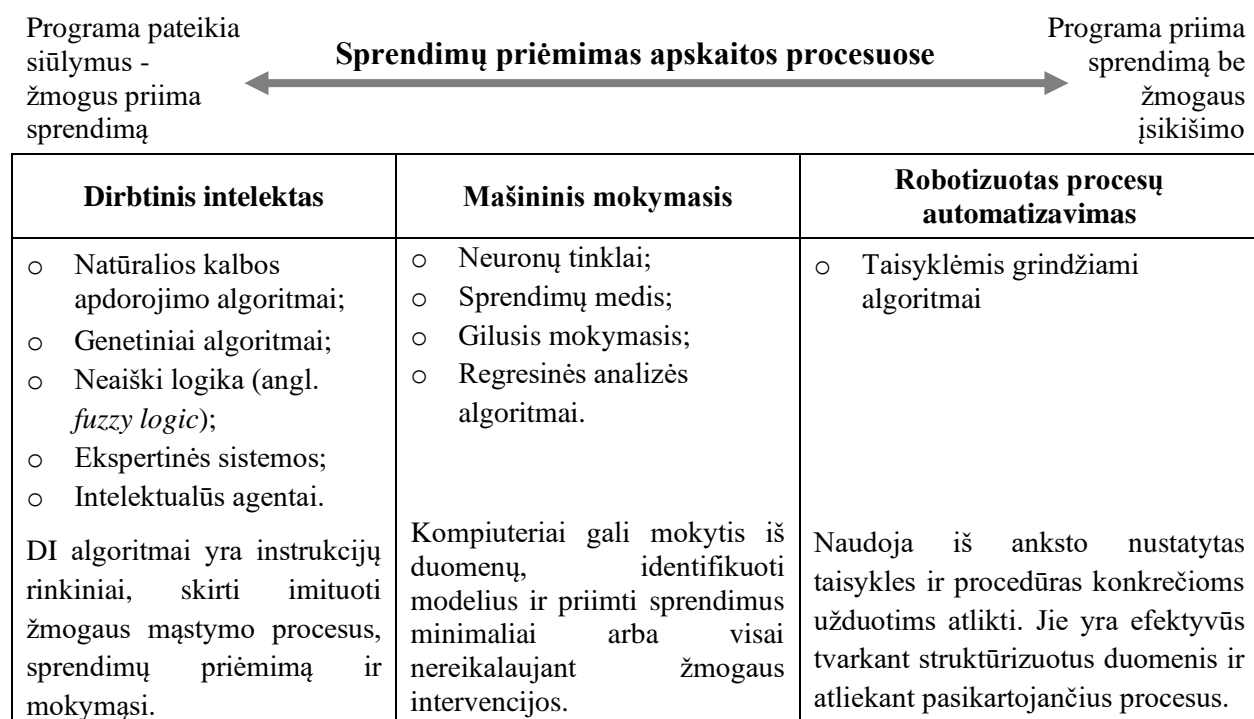 Programa pateikia
siūlymus -
žmogus priima
sprendimą
Sprendimų priėmimas apskaitos procesuose
Programa priima
sprendimą be
žmogaus
įsikišimo
Dirbtinis intelektas
Mašininis mokymasis
Robotizuotas procesų
automatizavimas
o Natūralios kalbos
apdorojimo algoritmai;
o Genetiniai algoritmai;
o Neaiški logika (angl.
fuzzy logic);
o Ekspertinės sistemos;
o Intelektualūs agentai.
DI algoritmai yra instrukcijų
rinkiniai, skirti imituoti
žmogaus mąstymo procesus,
sprendimų priėmimą ir
mokymąsi.
o Neuronų tinklai;
o Sprendimų medis;
o Gilusis mokymasis;
o Regresinės analizės
algoritmai.
Kompiuteriai gali mokytis iš
duomenų, identifikuoti
modelius ir priimti sprendimus
minimaliai arba visai
nereikalaujant žmogaus
intervencijos.
o Taisyklėmis grindžiami
algoritmai
Naudoja iš anksto nustatytas
taisykles ir procedūras konkrečioms
užduotims atlikti. Jie yra efektyvūs
tvarkant struktūrizuotus duomenis ir
atliekant pasikartojančius procesus.